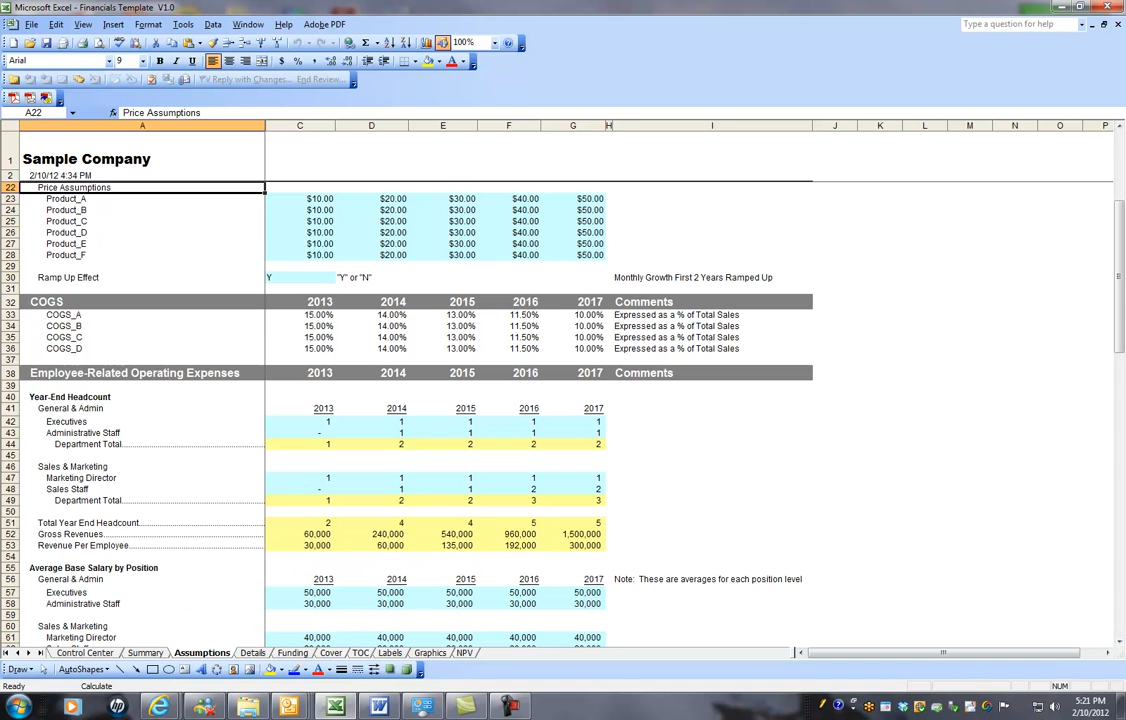 Microsoft Excel - Financials Template V1.0
File Edit View Insert Format Tools Data Window Help Adobe PDF
Type a question for help
100%
Arial 9 B I U $ % ,
Reply with Changes... End Review...
A22 fx Price Assumptions
A C D E F G H I J K L M N O P
1 Sample Company
2 2/10/12 4:34 PM
22 Price Assumptions
23 Product_A $10.00 $20.00 $30.00 $40.00 $50.00
24 Product_B $10.00 $20.00 $30.00 $40.00 $50.00
25 Product_C $10.00 $20.00 $30.00 $40.00 $50.00
26 Product_D $10.00 $20.00 $30.00 $40.00 $50.00
27 Product_E $10.00 $20.00 $30.00 $40.00 $50.00
28 Product_F $10.00 $20.00 $30.00 $40.00 $50.00
29
30 Ramp Up Effect Y "Y" or "N" Monthly Growth First 2 Years Ramped Up
31
32 COGS 2013 2014 2015 2016 2017 Comments
33 COGS_A 15.00% 14.00% 13.00% 11.50% 10.00% Expressed as a % of Total Sales
34 COGS_B 15.00% 14.00% 13.00% 11.50% 10.00% Expressed as a % of Total Sales
35 COGS_C 15.00% 14.00% 13.00% 11.50% 10.00% Expressed as a % of Total Sales
36 COGS_D 15.00% 14.00% 13.00% 11.50% 10.00% Expressed as a % of Total Sales
37
38 Employee-Related Operating Expenses 2013 2014 2015 2016 2017 Comments
39
40 Year-End Headcount
41 General & Admin 2013 2014 2015 2016 2017
42 Executives 1 1 1 1 1
43 Administrative Staff - 1 1 1 1
44 Department Total 1 2 2 2 2
45
46 Sales & Marketing
47 Marketing Director 1 1 1 1 1
48 Sales Staff - 1 1 2 2
49 Department Total 1 2 2 3 3
50
51 Total Year End Headcount 2 4 4 5 5
52 Gross Revenues 60,000 240,000 540,000 960,000 1,500,000
53 Revenue Per Employee 30,000 60,000 135,000 192,000 300,000
54
55 Average Base Salary by Position
56 General & Admin 2013 2014 2015 2016 2017 Note: These are averages for each position level
57 Executives 50,000 50,000 50,000 50,000 50,000
58 Administrative Staff 30,000 30,000 30,000 30,000 30,000
59
60 Sales & Marketing
61 Marketing Director 40,000 40,000 40,000 40,000 40,000
Control Center Summary Assumptions Details Funding Cover TOC Labels Graphics NPV
Draw AutoShapes
Ready Calculate NUM
5:21 PM
2/10/2012